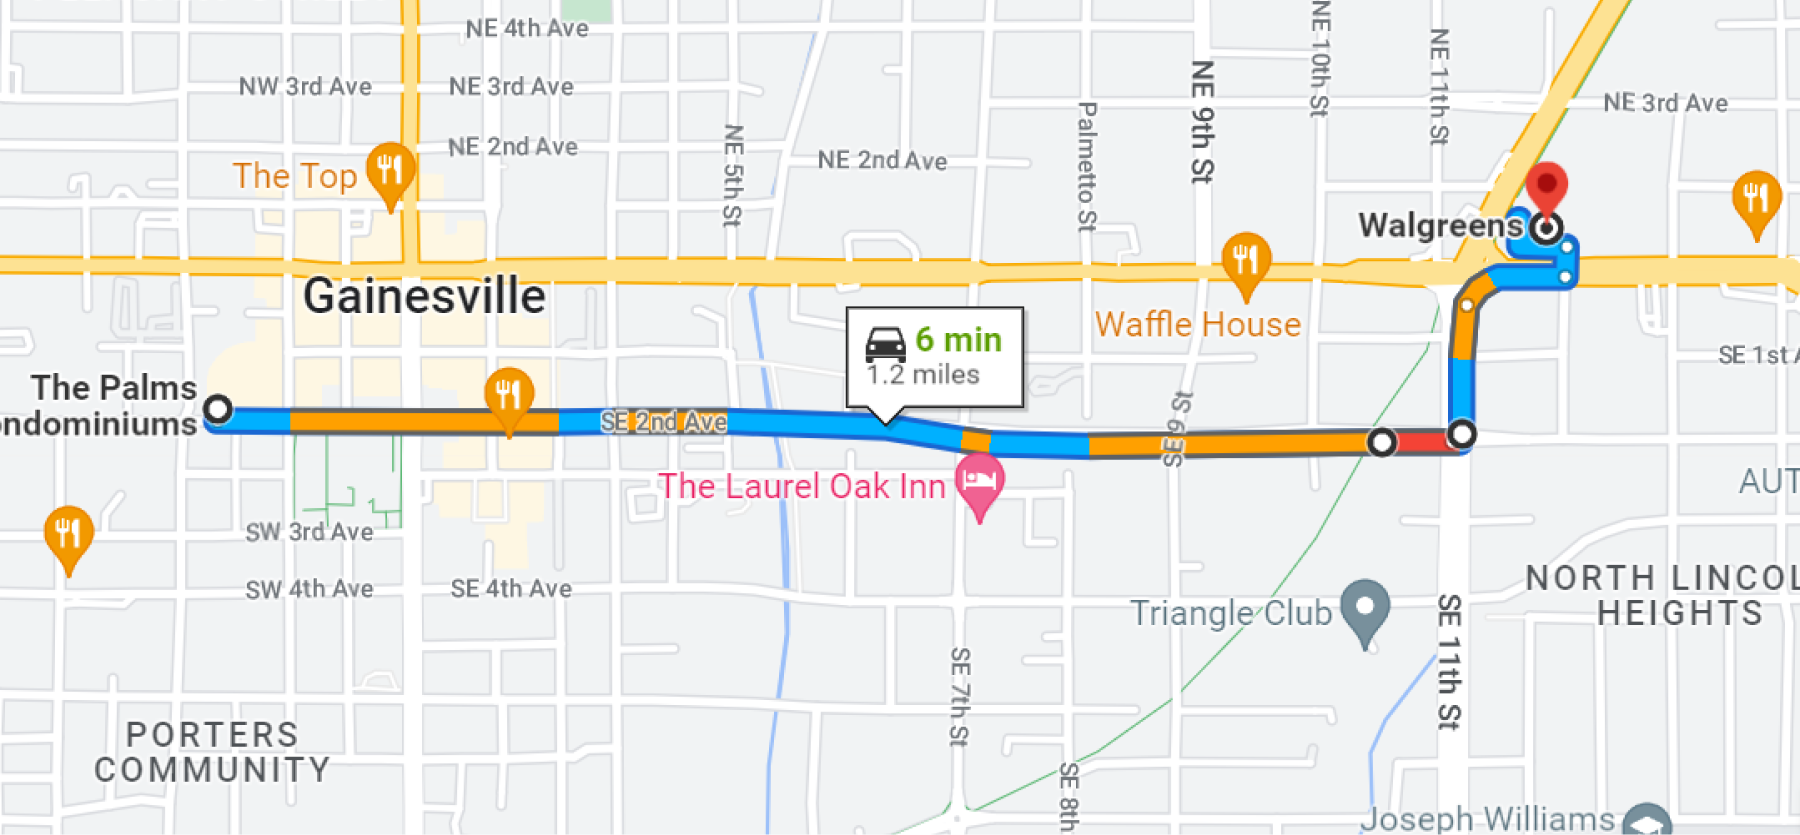 NE 4th Ave
NW 3rd Ave
NE 3rd Ave
NE 2nd Ave
The Top
NE 5th St
NE 2nd Ave
Palmetto St
NE 9th St
NE 10th St
NE 11th St
NE 3rd Ave
Walgreens
Gainesville
Waffle House
6 min
1.2 miles
SE 1st A
The Palms
ondominiums
SE 2nd Ave
SE 9 St
The Laurel Oak Inn
AUT
SW 3rd Ave
SW 4th Ave
SE 4th Ave
NORTH LINCOL
HEIGHTS
Triangle Club
SE 11th St
SE 7th St
PORTERS
COMMUNITY
SE 8th
Joseph Williams